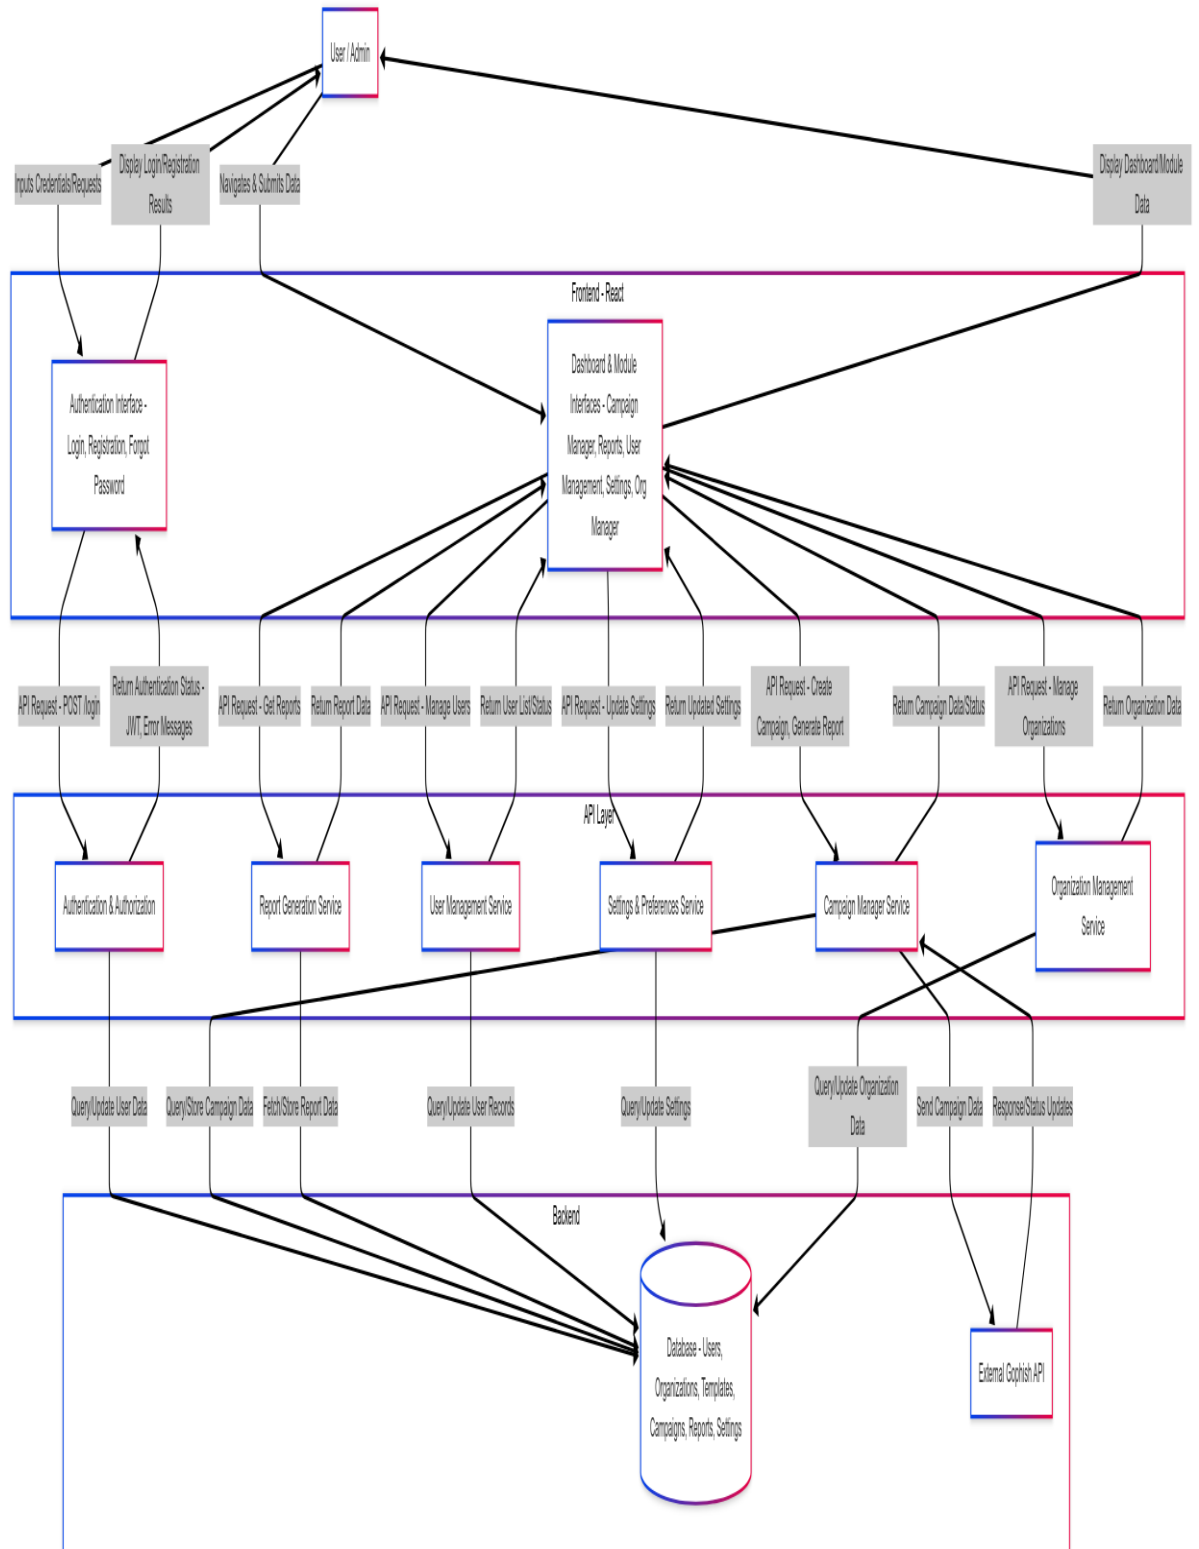 User / Admin
Inputs Credentials/Requests
Display Login/Registration
Results
Navigates & Submits Data
Display Dashboard/Module
Data
Frontend - React
Authentication Interface -
Login, Registration, Forgot
Password
Dashboard & Module
Interfaces - Campaign
Manager, Reports, User
Management, Settings, Org
Manager
API Request - POST /login
Return Authentication Status -
JWT, Error Messages
API Request - Get Reports
Return Report Data
API Request - Manage Users
Return User List/Status
API Request - Update Settings
Return Updated Settings
API Request - Create
Campaign, Generate Report
Return Campaign Data/Status
API Request - Manage
Organizations
Return Organization Data
API Layer
Authentication & Authorization
Report Generation Service
User Management Service
Settings & Preferences Service
Campaign Manager Service
Organization Management
Service
Query/Update User Data
Query/Store Campaign Data
Fetch/Store Report Data
Query/Update User Records
Query/Update Settings
Query/Update Organization
Data
Send Campaign Data
Response/Status Updates
Backend
Database - Users,
Organizations, Templates,
Campaigns, Reports, Settings
External Gophish API